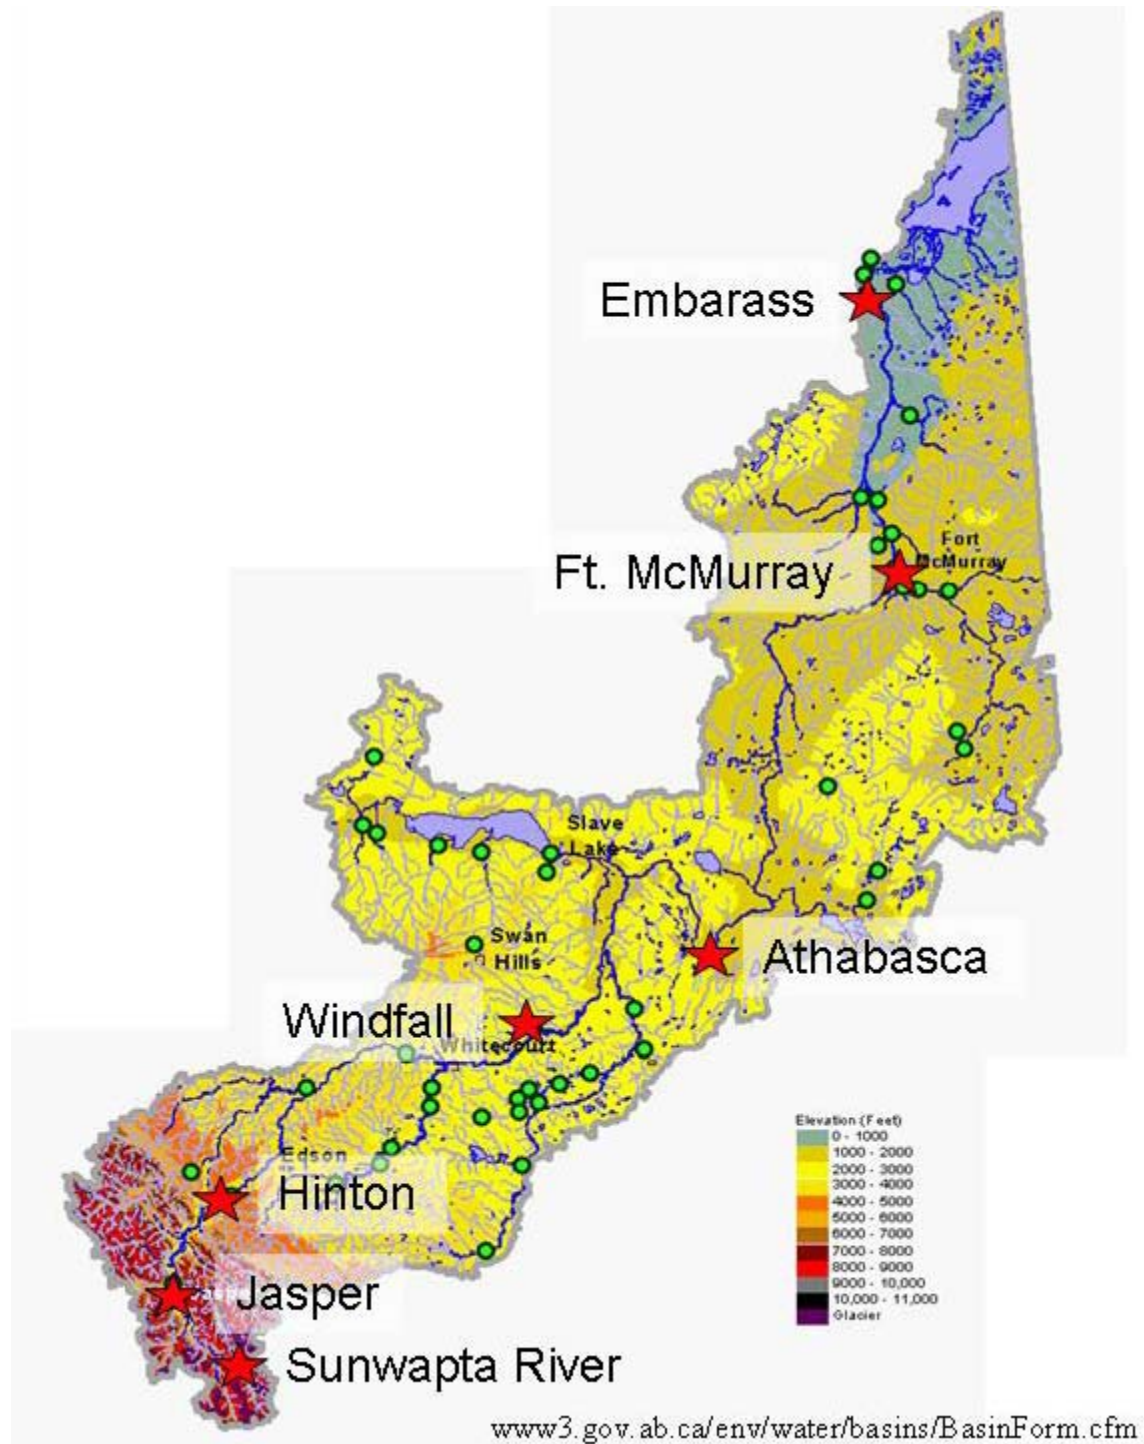 Embarass
Fort
McMurray
Ft. McMurray
Slave
Lake
Swan
Hills
Athabasca
Windfall
Whitecourt
Edson
Hinton
Jasper
Sunwapta River
Elevation (Feet)
0 - 1000
1000 - 2000
2000 - 3000
3000 - 4000
4000 - 5000
5000 - 6000
6000 - 7000
7000 - 8000
8000 - 9000
9000 - 10,000
10,000 - 11,000
Glacier
www3.gov.ab.ca/env/water/basins/BasinForm.cfm